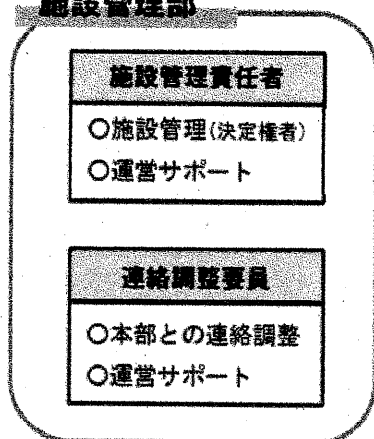 施設管理部
施設管理責任者
○施設管理(決定権者)
○運営サポート
連絡調整要員
○本部との連絡調整
○運営サポート